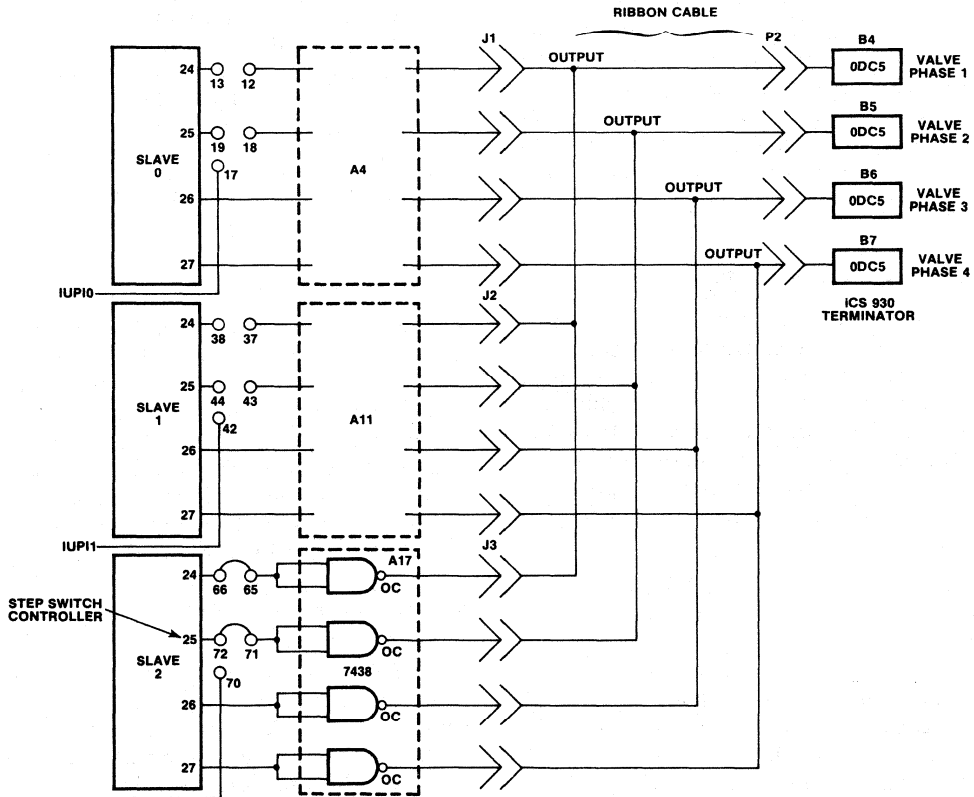 RIBBON CABLE
J1
P2
B4
24
OUTPUT
0DC5
VALVE
PHASE 1
13
12
B5
25
OUTPUT
0DC5
VALVE
PHASE 2
19
18
SLAVE
0
17
A4
B6
26
OUTPUT
0DC5
VALVE
PHASE 3
B7
27
OUTPUT
0DC5
VALVE
PHASE 4
IUPI0
J2
iCS 930
TERMINATOR
24
38
37
25
44
43
SLAVE
1
42
A11
26
27
IUPI1
J3
A17
24
66
65
OC
STEP SWITCH
CONTROLLER
25
72
71
OC
SLAVE
2
70
7438
26
OC
27
OC